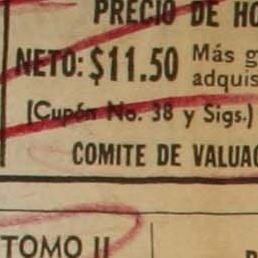 PRECIO DE HO
NETO: $11.50 Más g
adquis
(Cupón No. 38 y Sigs.)
COMITE DE VALUAC
TOMO II